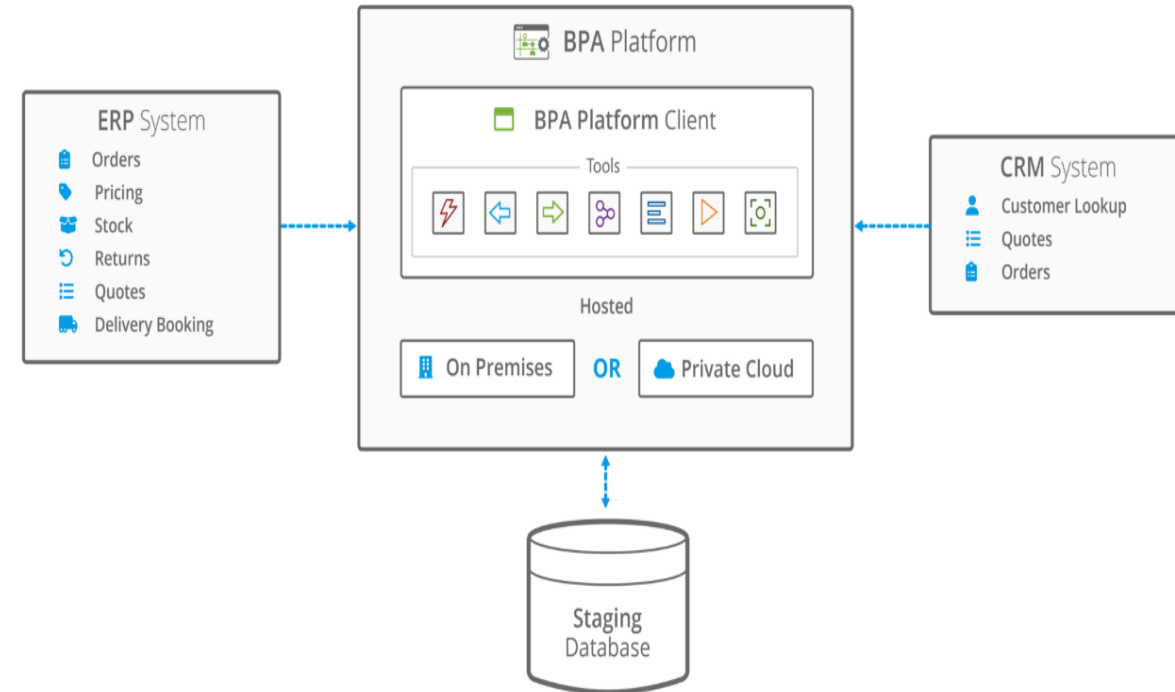 BPA Platform
ERP System
Orders
Pricing
Stock
Returns
Quotes
Delivery Booking
BPA Platform Client
Tools
Hosted
On Premises
OR
Private Cloud
CRM System
Customer Lookup
Quotes
Orders
Staging
Database